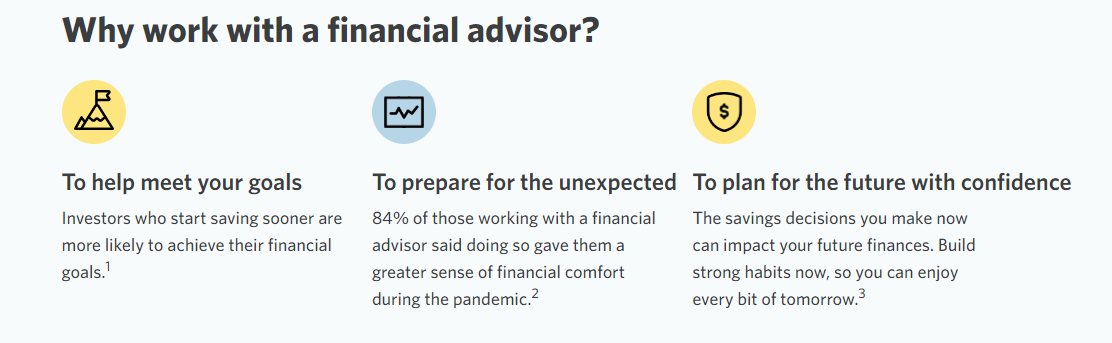 Why work with a financial advisor?
$
To help meet your goals
Investors who start saving sooner are
more likely to achieve their financial
goals.1
To prepare for the unexpected
84% of those working with a financial
advisor said doing so gave them a
greater sense of financial comfort
during the pandemic.2
To plan for the future with confidence
The savings decisions you make now
can impact your future finances. Build
strong habits now, so you can enjoy
every bit of tomorrow.3